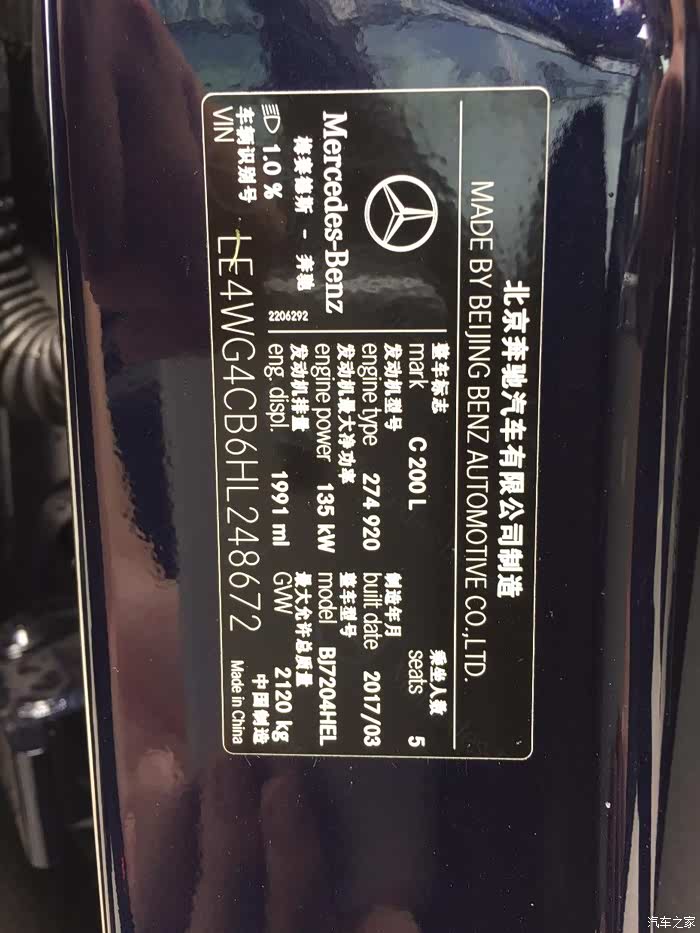 北京奔驰汽车有限公司制造
MADE BY BEIJING BENZ AUTOMOTIVE CO.,LTD.
Mercedes-Benz
梅赛德斯 - 奔驰
1.0 %
2206292
整车标志
mark C 200 L
乘坐人数
seats 5
发动机型号
engine type 274 920
制造年月
built date 2017/03
发动机最大净功率
engine power 135 kW
整车型号
model BJ7204HEL
发动机排量
eng. displ. 1991 ml
最大允许总质量
GVW 2120 kg
车辆识别号
VIN LE4WG4CB6HL248672
中国制造
Made in China
汽车之家